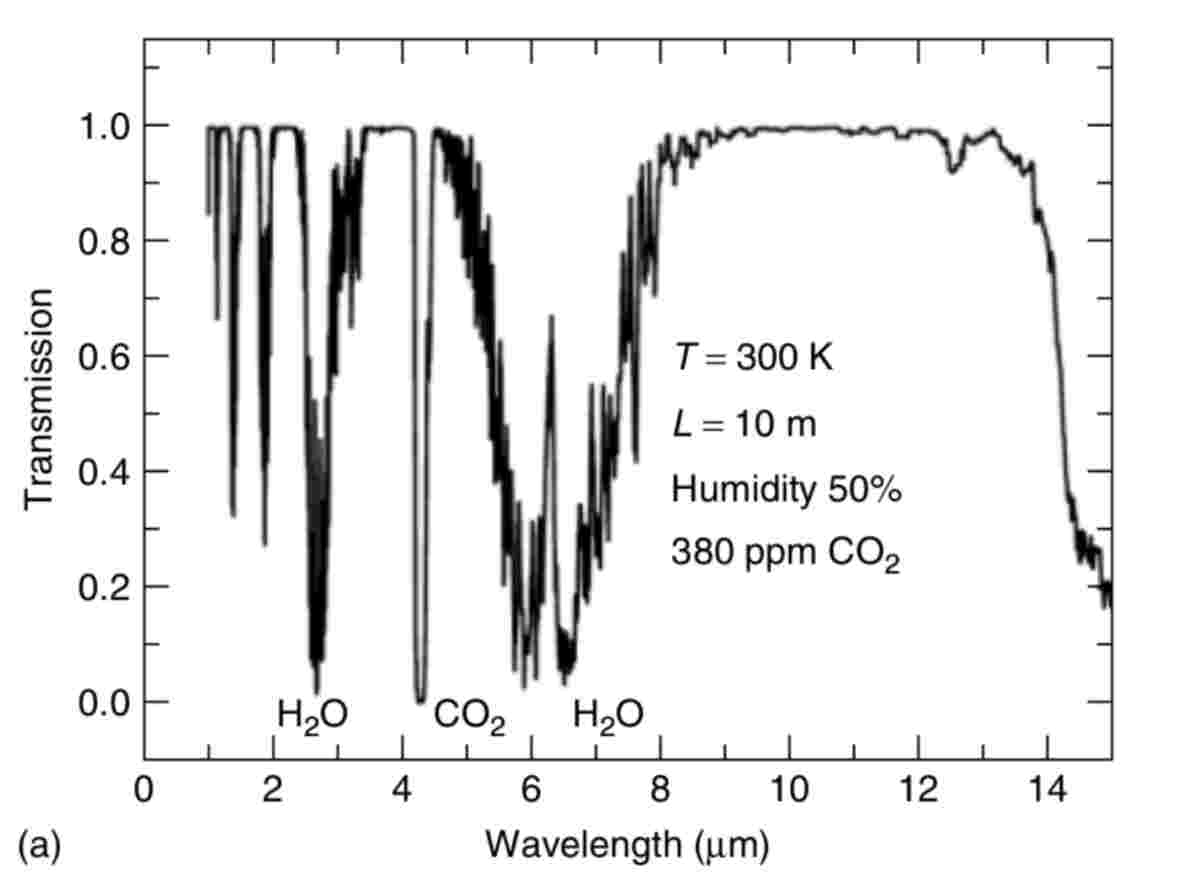 1.0
0.8
0.6
0.4
0.2
0.0
Transmission
T = 300 K
L = 10 m
Humidity 50%
380 ppm CO₂
H₂O
CO₂
H₂O
0 2 4 6 8 10 12 14
(a)
Wavelength (μm)